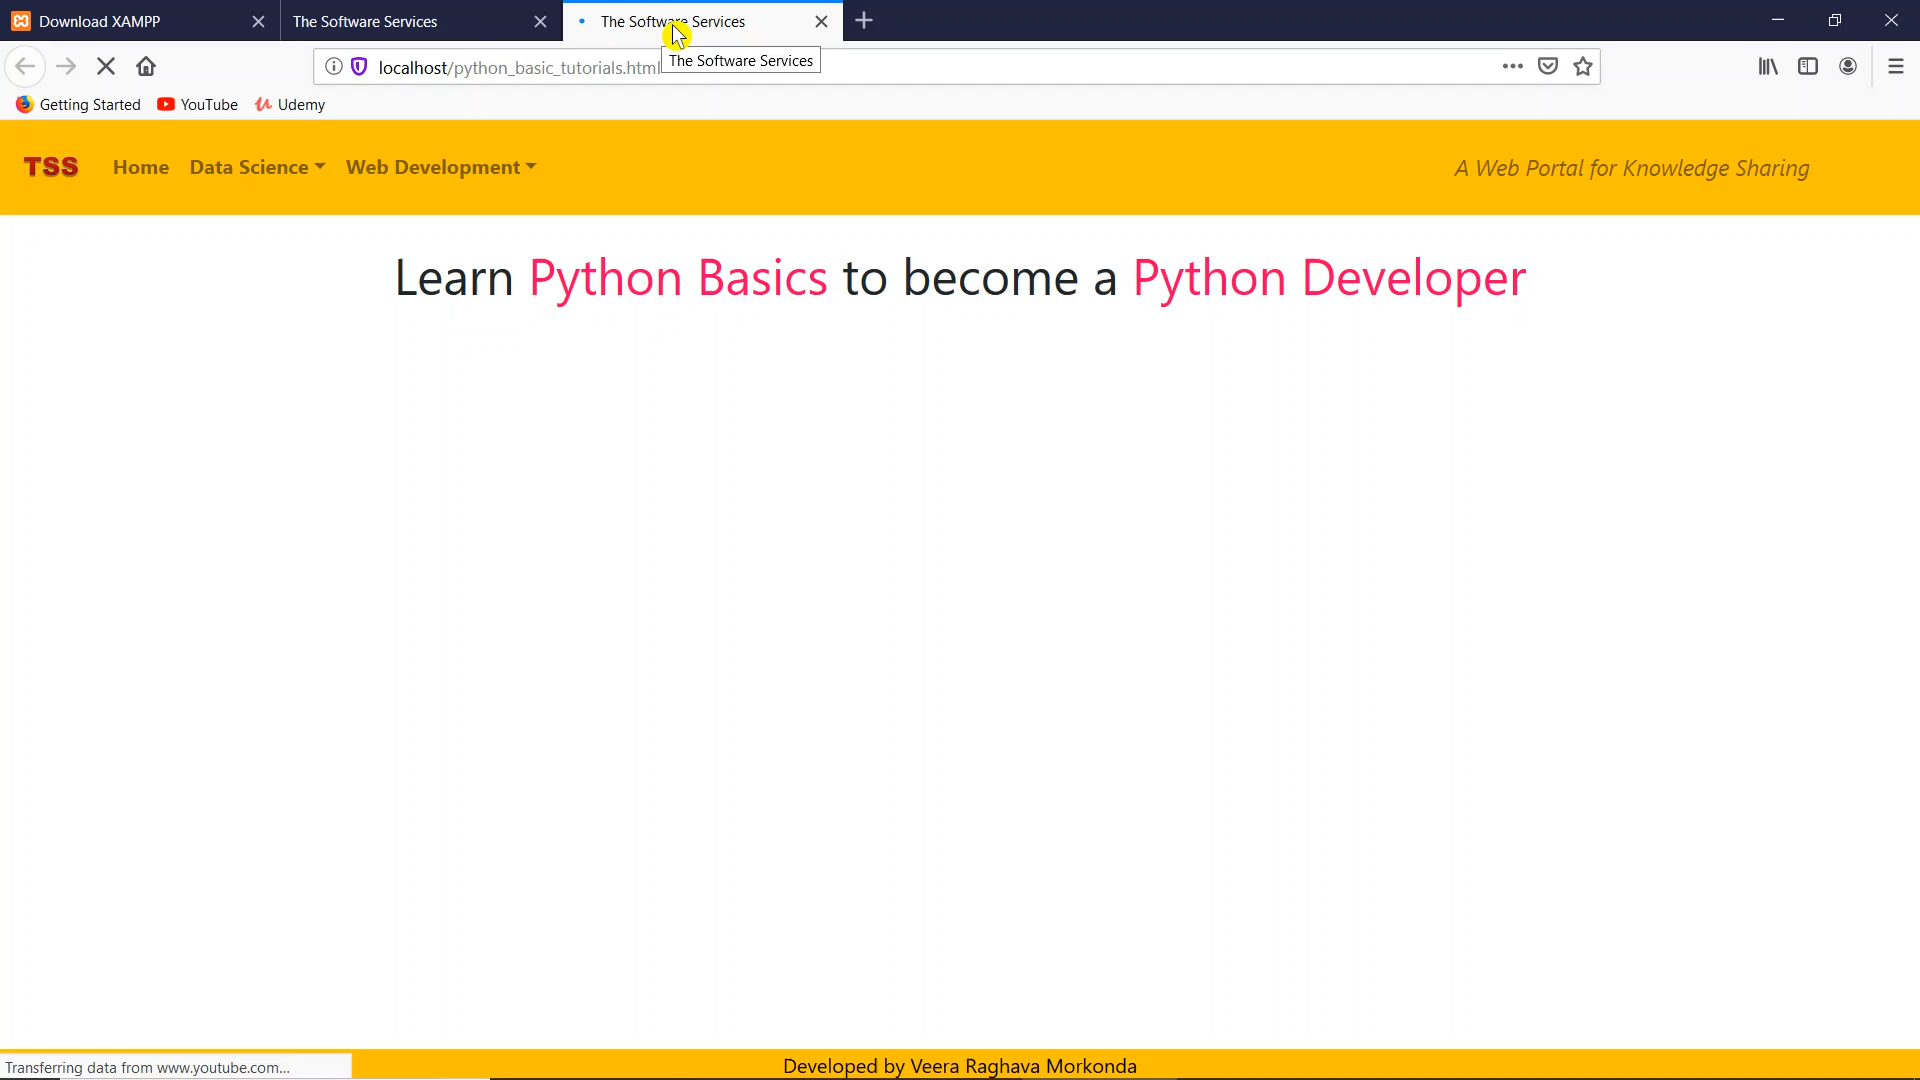 Download XAMPP
The Software Services
The Software Services
localhost/python_basic_tutorials.html
The Software Services
Getting Started
YouTube
Udemy
TSS
Home
Data Science
Web Development
A Web Portal for Knowledge Sharing
Learn Python Basics to become a Python Developer
Transferring data from www.youtube.com...
Developed by Veera Raghava Morkonda